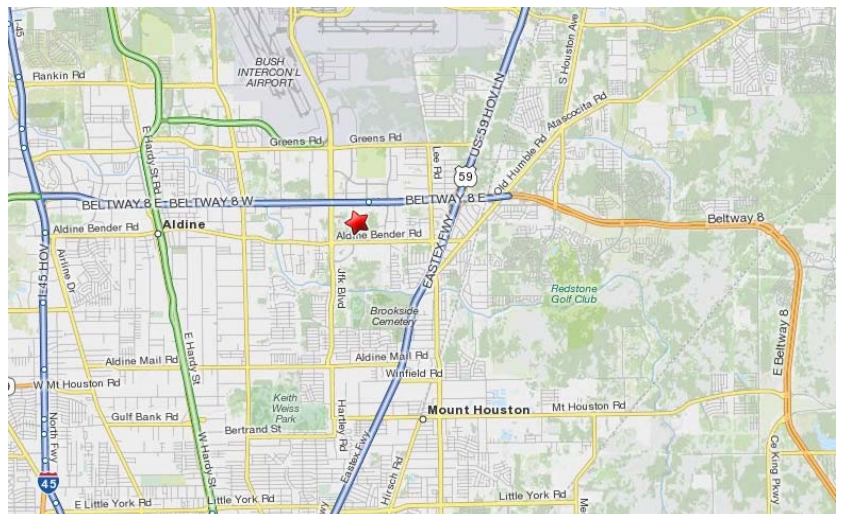 I-45
Rankin Rd
BUSH
INTERCON'L
AIRPORT
US-59 HOV LN
S Houston Ave
Atascocita Rd
E Hardy St Rd
Greens Rd
Greens Rd
Lee Rd
59
Old Humble Rd
BELTWAY 8 E
BELTWAY 8 W
BELTWAY 8 E
Beltway 8
Aldine Bender Rd
Aldine
Aldine Bender Rd
EASTEX FWY
I-45 HOV
Airline Dr
Jfk Blvd
Redstone
Golf Club
Brookside
Cemetery
E Hardy St
E Beltway 8
Aldine Mail Rd
Aldine Mail Rd
Winfield Rd
W Mt Houston Rd
Keith
Weiss
Park
Gulf Bank Rd
Bertrand St
Hartley Rd
Mount Houston
Mt Houston Rd
North Fwy
W Hardy St
Eastex Fwy
Hirsch Rd
Ce King Pkwy
45
E Little York Rd
Little York Rd
Little York Rd